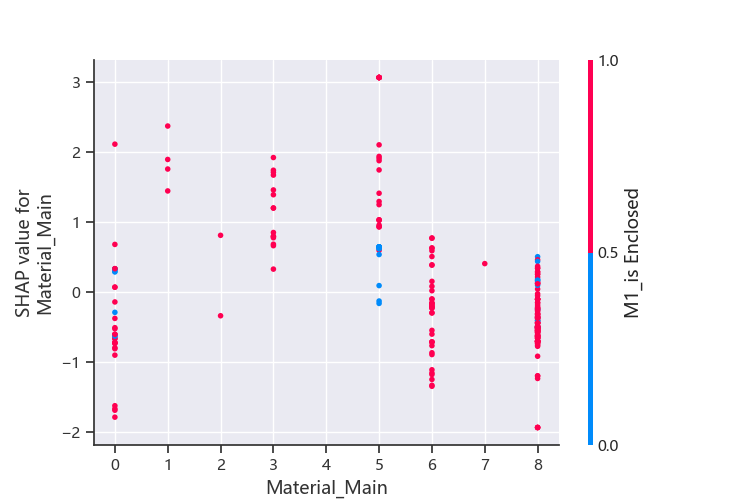 3
2
1
0
−1
−2
SHAP value for
Material_Main
0 1 2 3 4 5 6 7 8
Material_Main
1.0
0.5
0.0
M1_is Enclosed